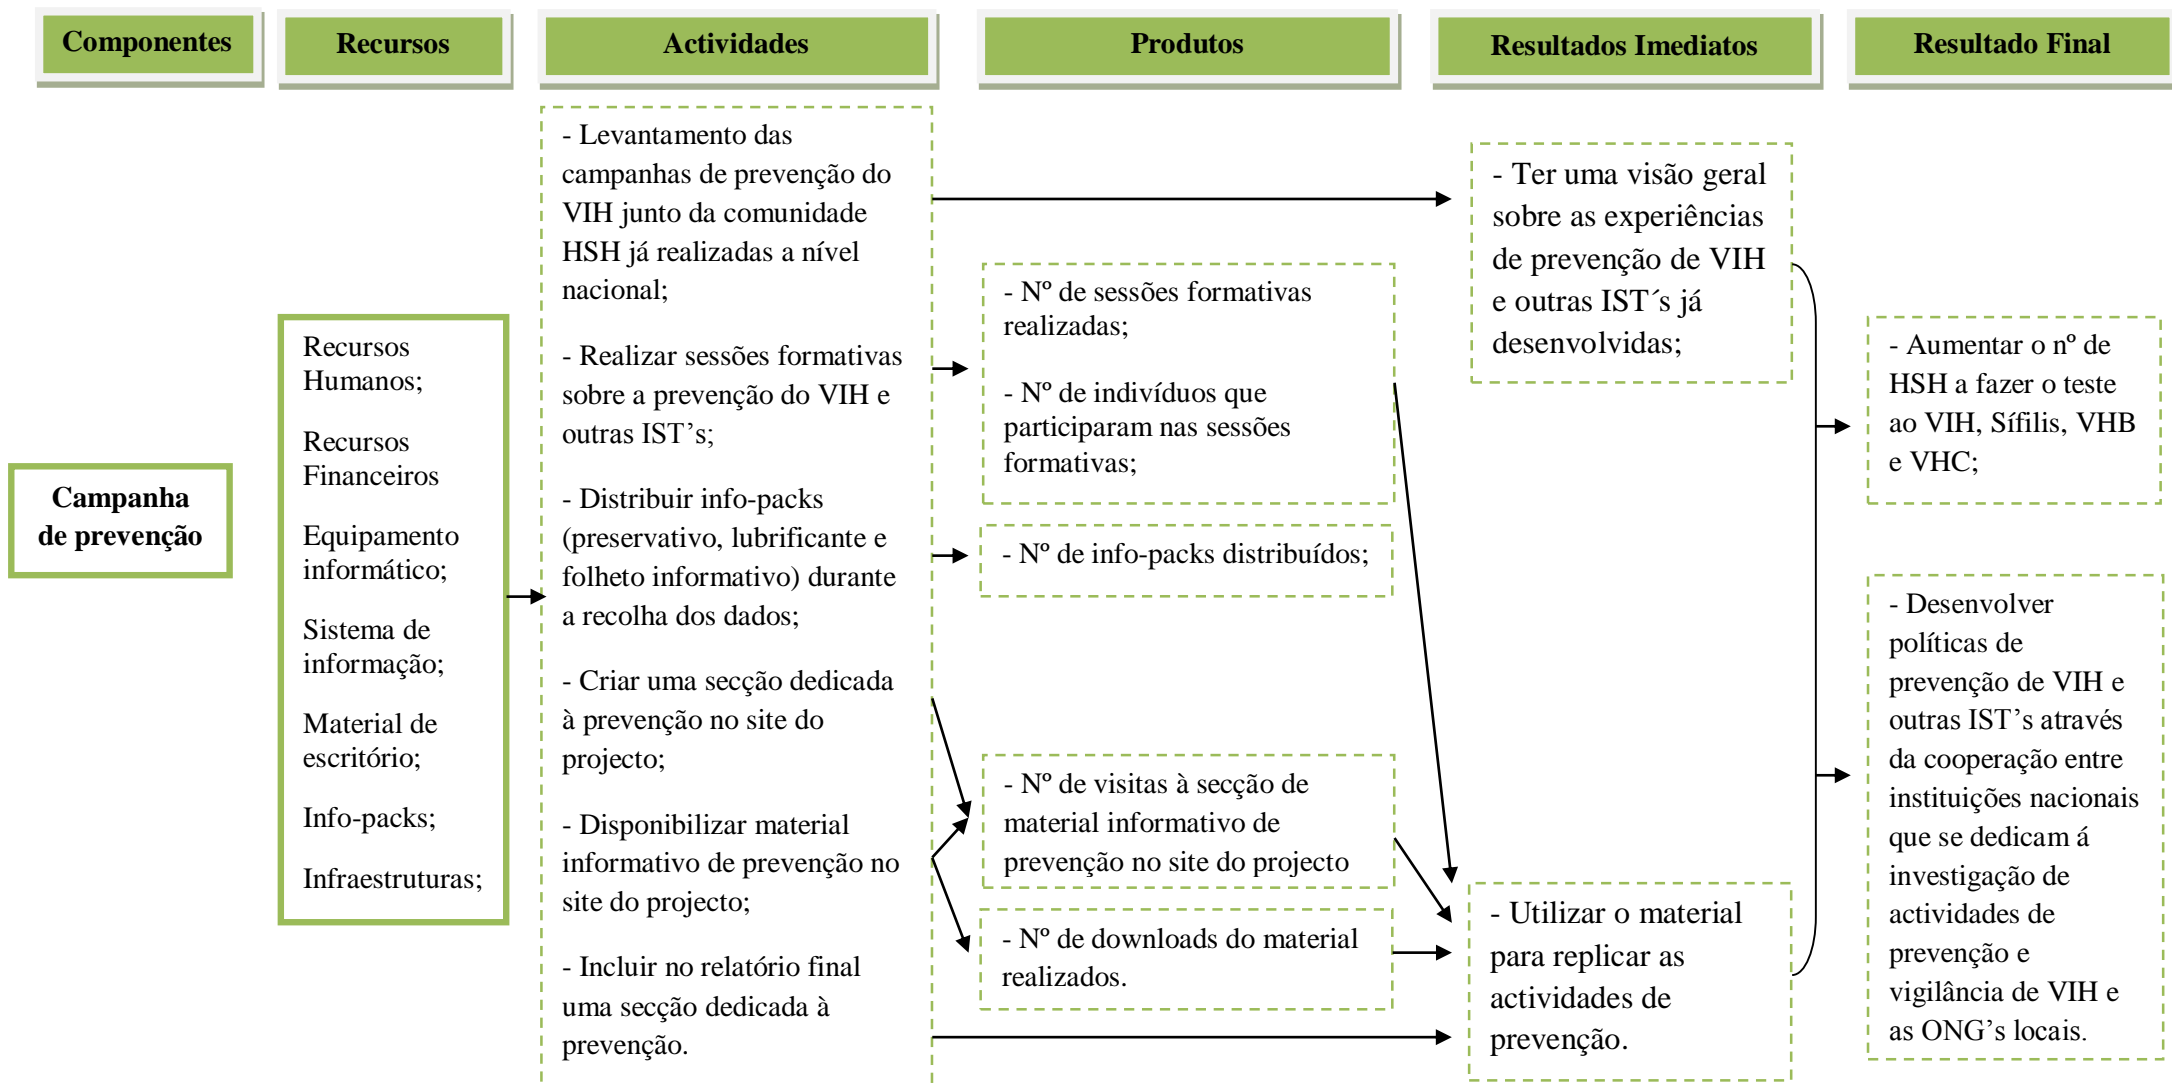 Componentes
Recursos
Actividades
Produtos
Resultados Imediatos
Resultado Final
Campanha
de prevenção
Recursos
Humanos;
Recursos
Financeiros
Equipamento
informático;
Sistema de
informação;
Material de
escritório;
Info-packs;
Infraestruturas;
- Levantamento das
campanhas de prevenção do
VIH junto da comunidade
HSH já realizadas a nível
nacional;
- Realizar sessões formativas
sobre a prevenção do VIH e
outras IST’s;
- Distribuir info-packs
(preservativo, lubrificante e
folheto informativo) durante
a recolha dos dados;
- Criar uma secção dedicada
à prevenção no site do
projecto;
- Disponibilizar material
informativo de prevenção no
site do projecto;
- Incluir no relatório final
uma secção dedicada à
prevenção.
- Nº de sessões formativas
realizadas;
- Nº de indivíduos que
participaram nas sessões
formativas;
- Nº de info-packs distribuídos;
- Nº de visitas à secção de
material informativo de
prevenção no site do projecto
- Nº de downloads do material
realizados.
- Ter uma visão geral
sobre as experiências
de prevenção de VIH
e outras IST´s já
desenvolvidas;
- Utilizar o material
para replicar as
actividades de
prevenção.
- Aumentar o nº de
HSH a fazer o teste
ao VIH, Sífilis, VHB
e VHC;
- Desenvolver
políticas de
prevenção de VIH e
outras IST’s através
da cooperação entre
instituições nacionais
que se dedicam á
investigação de
actividades de
prevenção e
vigilância de VIH e
as ONG’s locais.